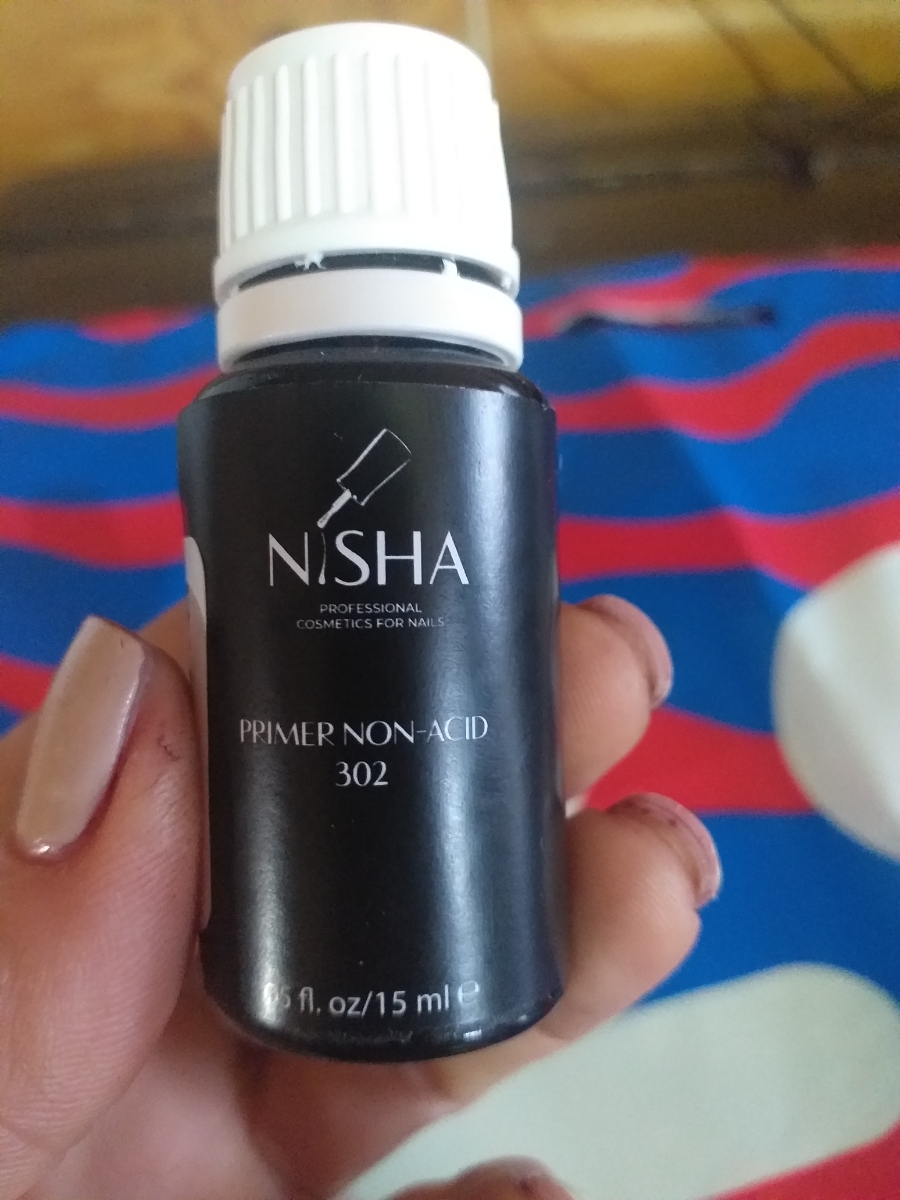 NISHA
PROFESSIONAL
COSMETICS FOR NAILS
PRIMER NON-ACID
302
fl. oz/15 ml ℮